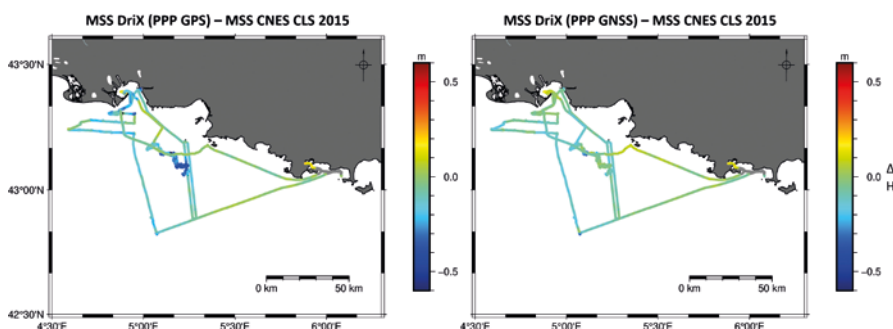 MSS DriX (PPP GPS) – MSS CNES CLS 2015
MSS DriX (PPP GNSS) – MSS CNES CLS 2015
43°30'N
43°00'N
42°30'N
4°30'E
5°00'E
5°30'E
6°00'E
0 km
50 km
m
0.5
0.0
−0.5
4°30'E
5°00'E
5°30'E
6°00'E
0 km
50 km
m
0.5
0.0
−0.5
Δ
H